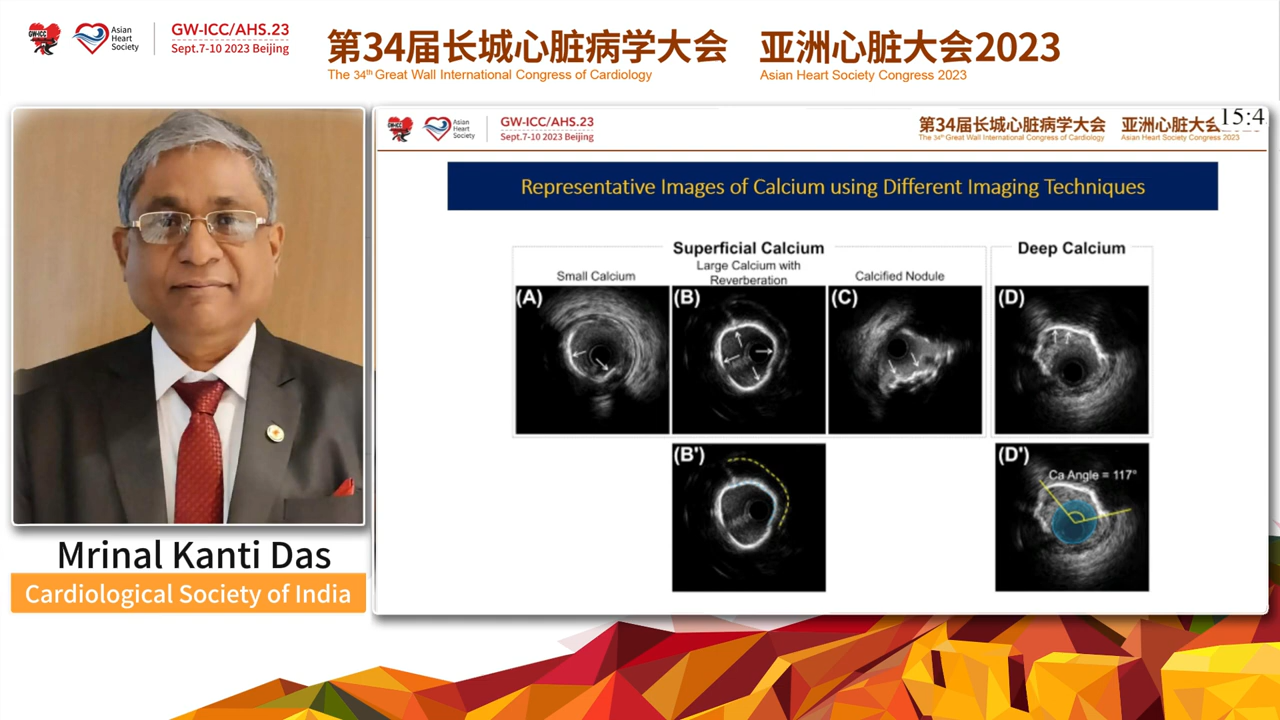 GW-ICC
Asian
Heart
Society
GW-ICC/AHS.23
Sept.7-10 2023 Beijing
第34届长城心脏病学大会
The 34th Great Wall International Congress of Cardiology
亚洲心脏大会2023
Asian Heart Society Congress 2023
Mrinal Kanti Das
Cardiological Society of India
GW-ICC
Asian
Heart
Society
GW-ICC/AHS.23
Sept.7-10 2023 Beijing
第34届长城心脏病学大会
The 34th Great Wall International Congress of Cardiology
亚洲心脏大会
Asian Heart Society Congress 2023
15:4
Representative Images of Calcium using Different Imaging Techniques
Superficial Calcium
Deep Calcium
Small Calcium
Large Calcium with
Reverberation
Calcified Nodule
(A)
(B)
(C)
(D)
(B')
(D')
Ca Angle = 117°